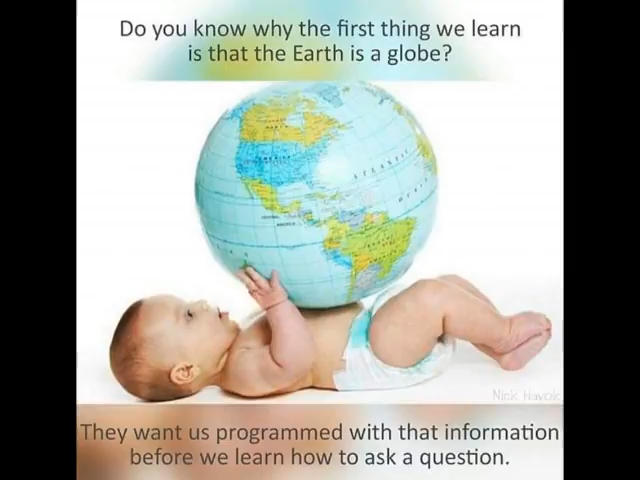 Do you know why the first thing we learn
is that the Earth is a globe?
ATLANTIC
Nick Havok
They want us programmed with that information
before we learn how to ask a question.